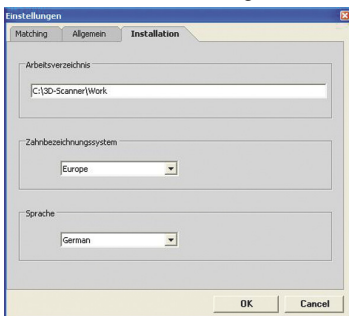 Einstellungen
Matching Allgemein Installation
Arbeitsverzeichnis
C:\3D-Scanner\Work
Zahnbezeichnungssystem
Europe
Sprache
German
OK Cancel